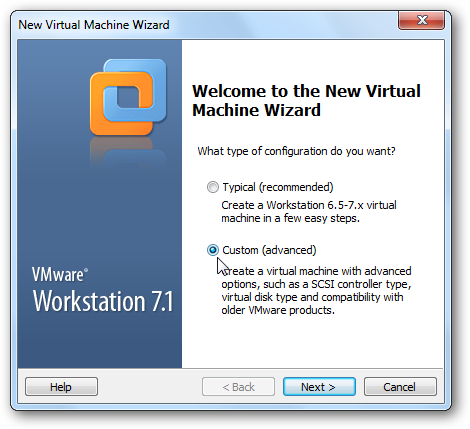 New Virtual Machine Wizard
Welcome to the New Virtual
Machine Wizard
What type of configuration do you want?
Typical (recommended)
Create a Workstation 6.5-7.x virtual
machine in a few easy steps.
Custom (advanced)
Create a virtual machine with advanced
options, such as a SCSI controller type,
virtual disk type and compatibility with
older VMware products.
VMware®
Workstation 7.1
Help
< Back
Next >
Cancel